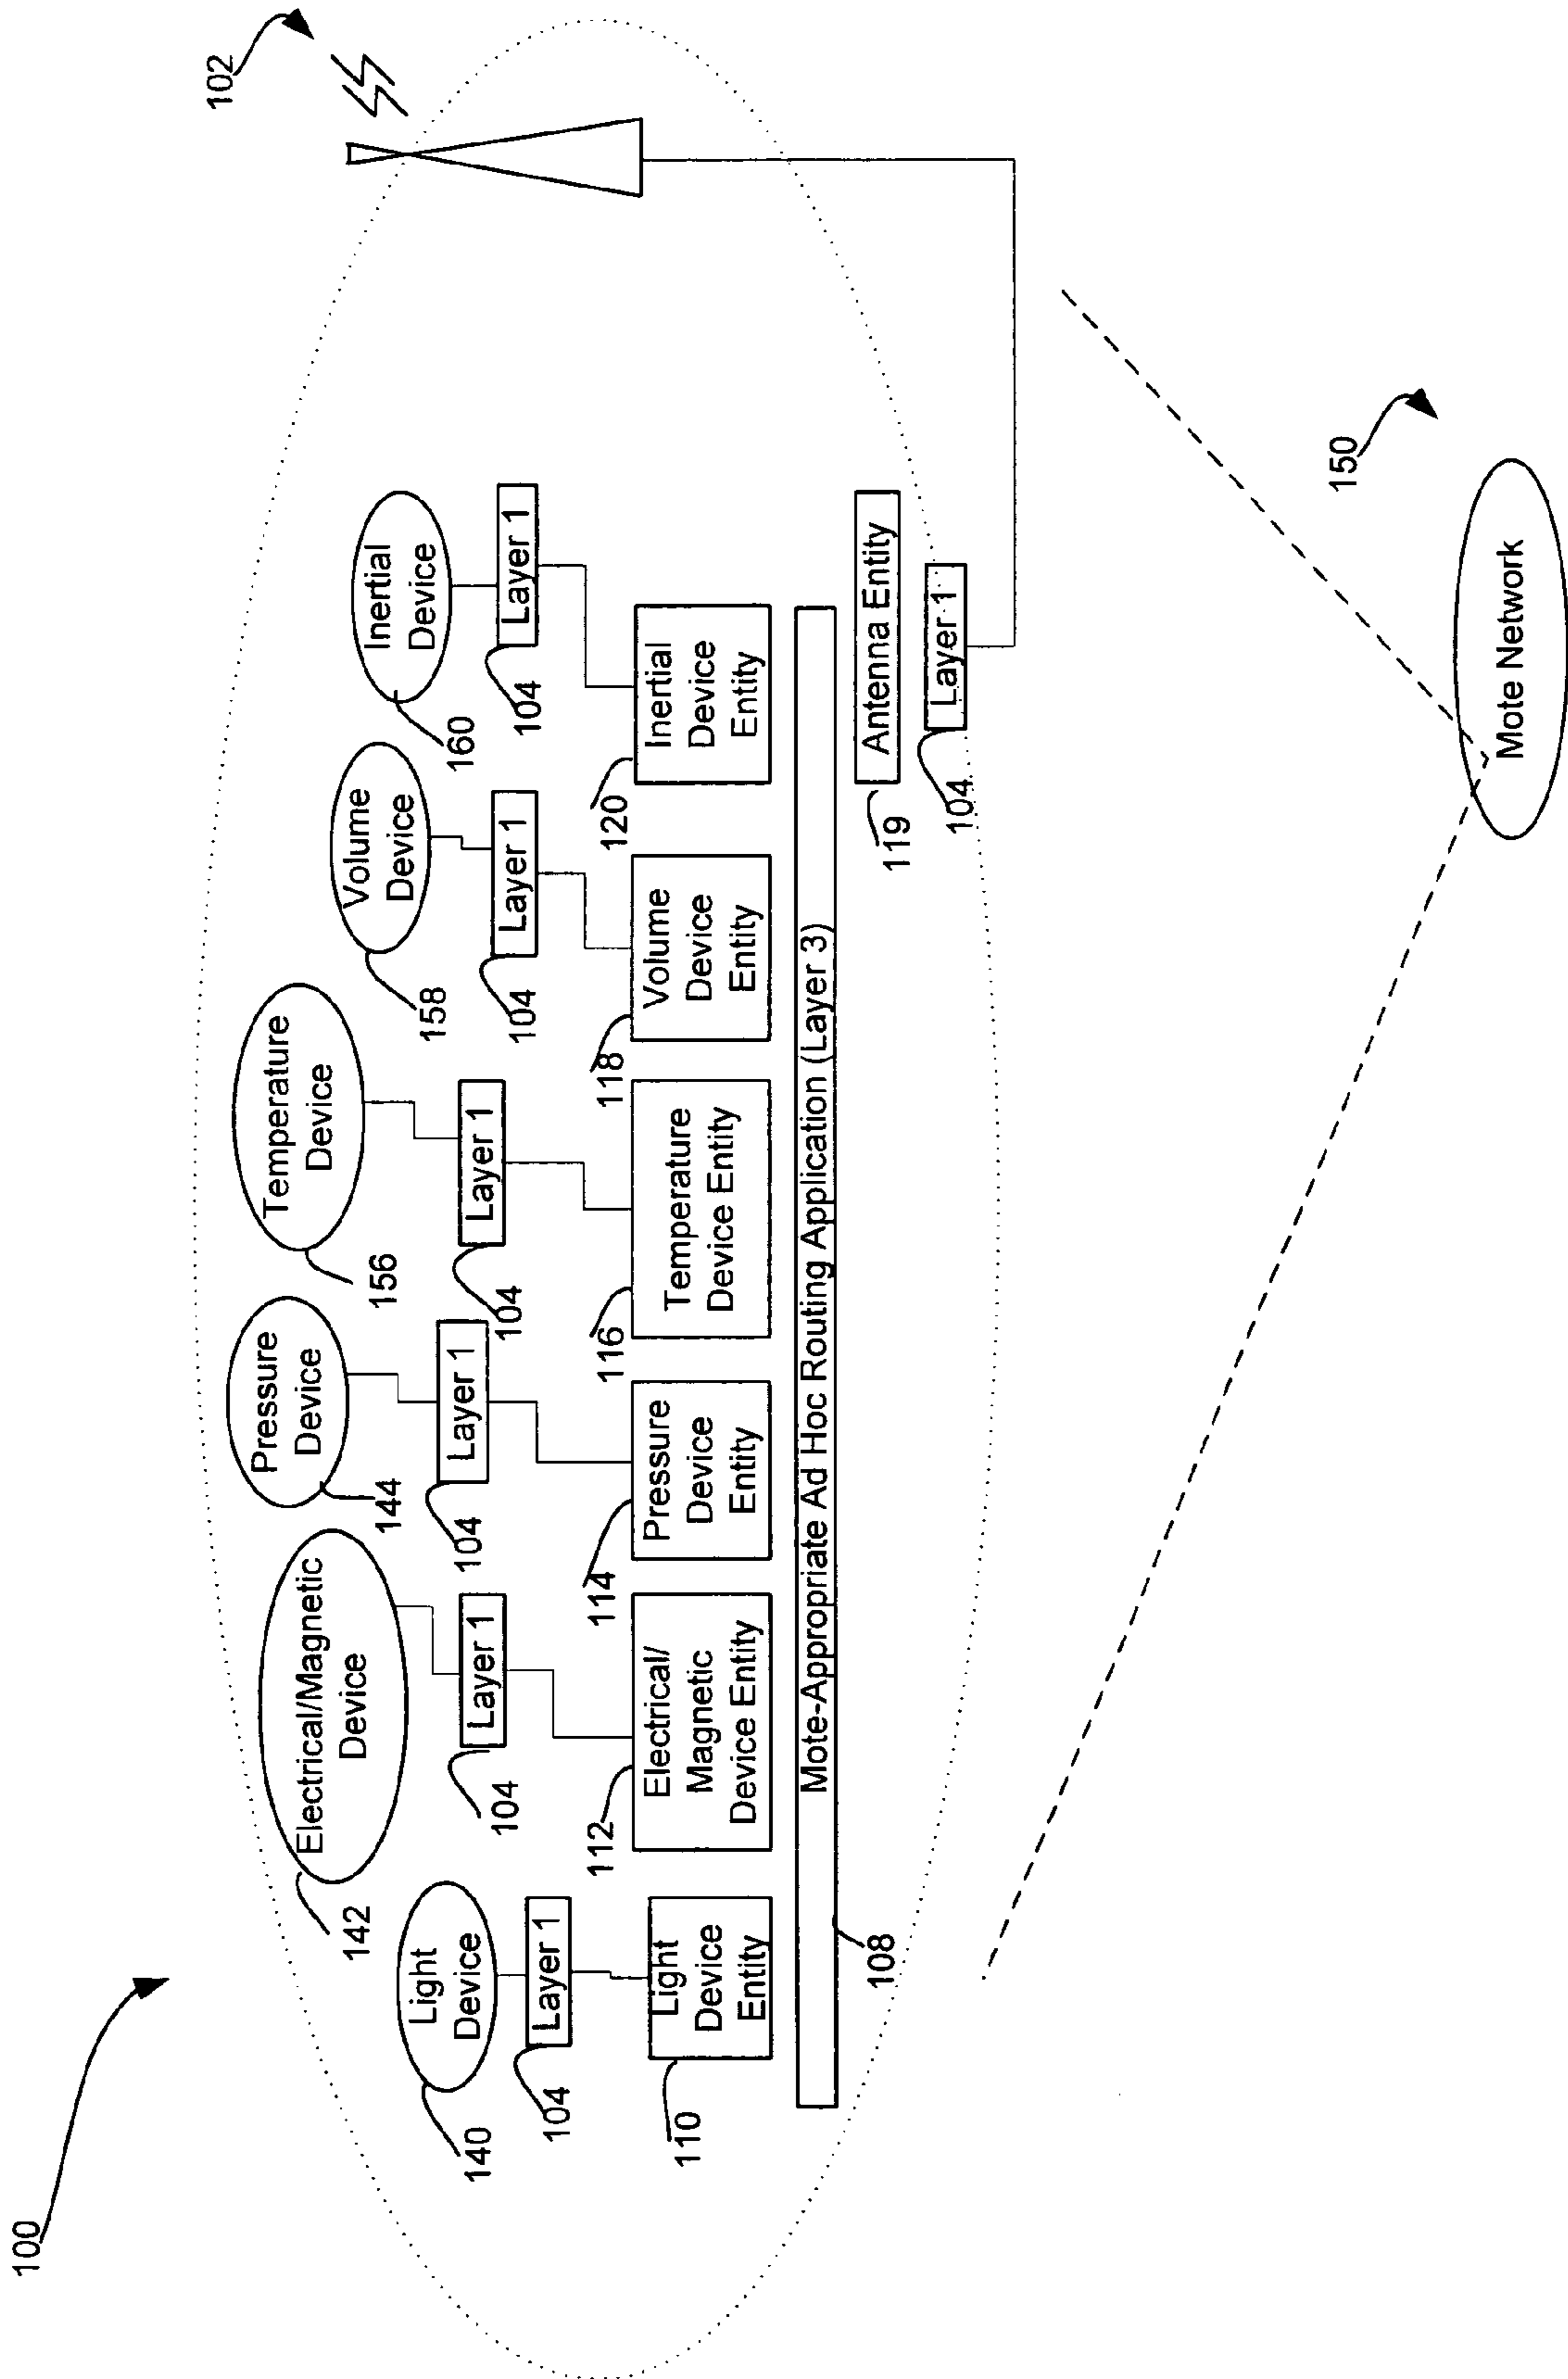 100
102
Light
Device
140
Electrical/Magnetic
Device
142
Pressure
Device
144
Temperature
Device
156
Volume
Device
158
Inertial
Device
160
Layer 1
104
Layer 1
104
Layer 1
104
Layer 1
104
Layer 1
104
Layer 1
104
Light
Device
Entity
110
Electrical/
Magnetic
Device Entity
112
Pressure
Device
Entity
114
Temperature
Device Entity
116
Volume
Device
Entity
118
Inertial
Device
Entity
120
Mote-Appropriate Ad Hoc Routing Application (Layer 3)
108
Antenna Entity
119
Layer 1
104
150
Mote Network